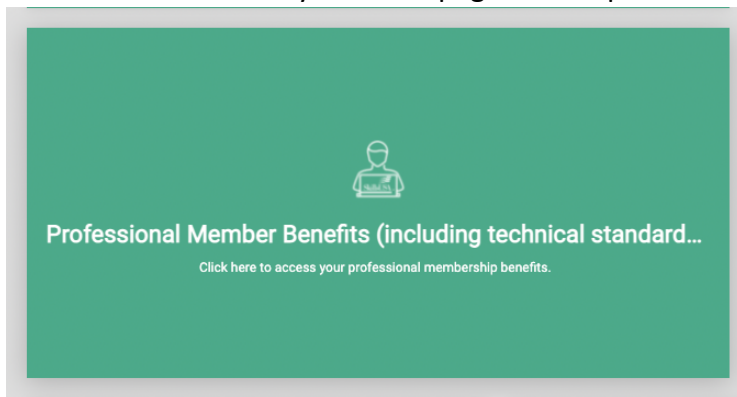 Professional Member Benefits (including technical standard...
Click here to access your professional membership benefits.